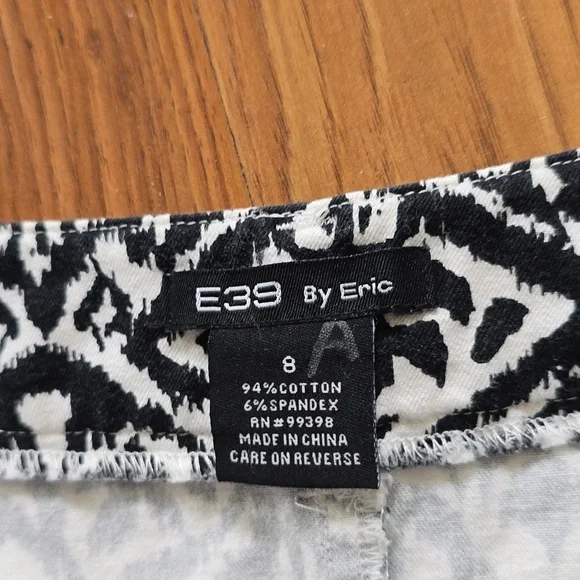 E39 By Eric
8 A
94% COTTON
6% SPANDEX
RN# 99398
MADE IN CHINA
CARE ON REVERSE